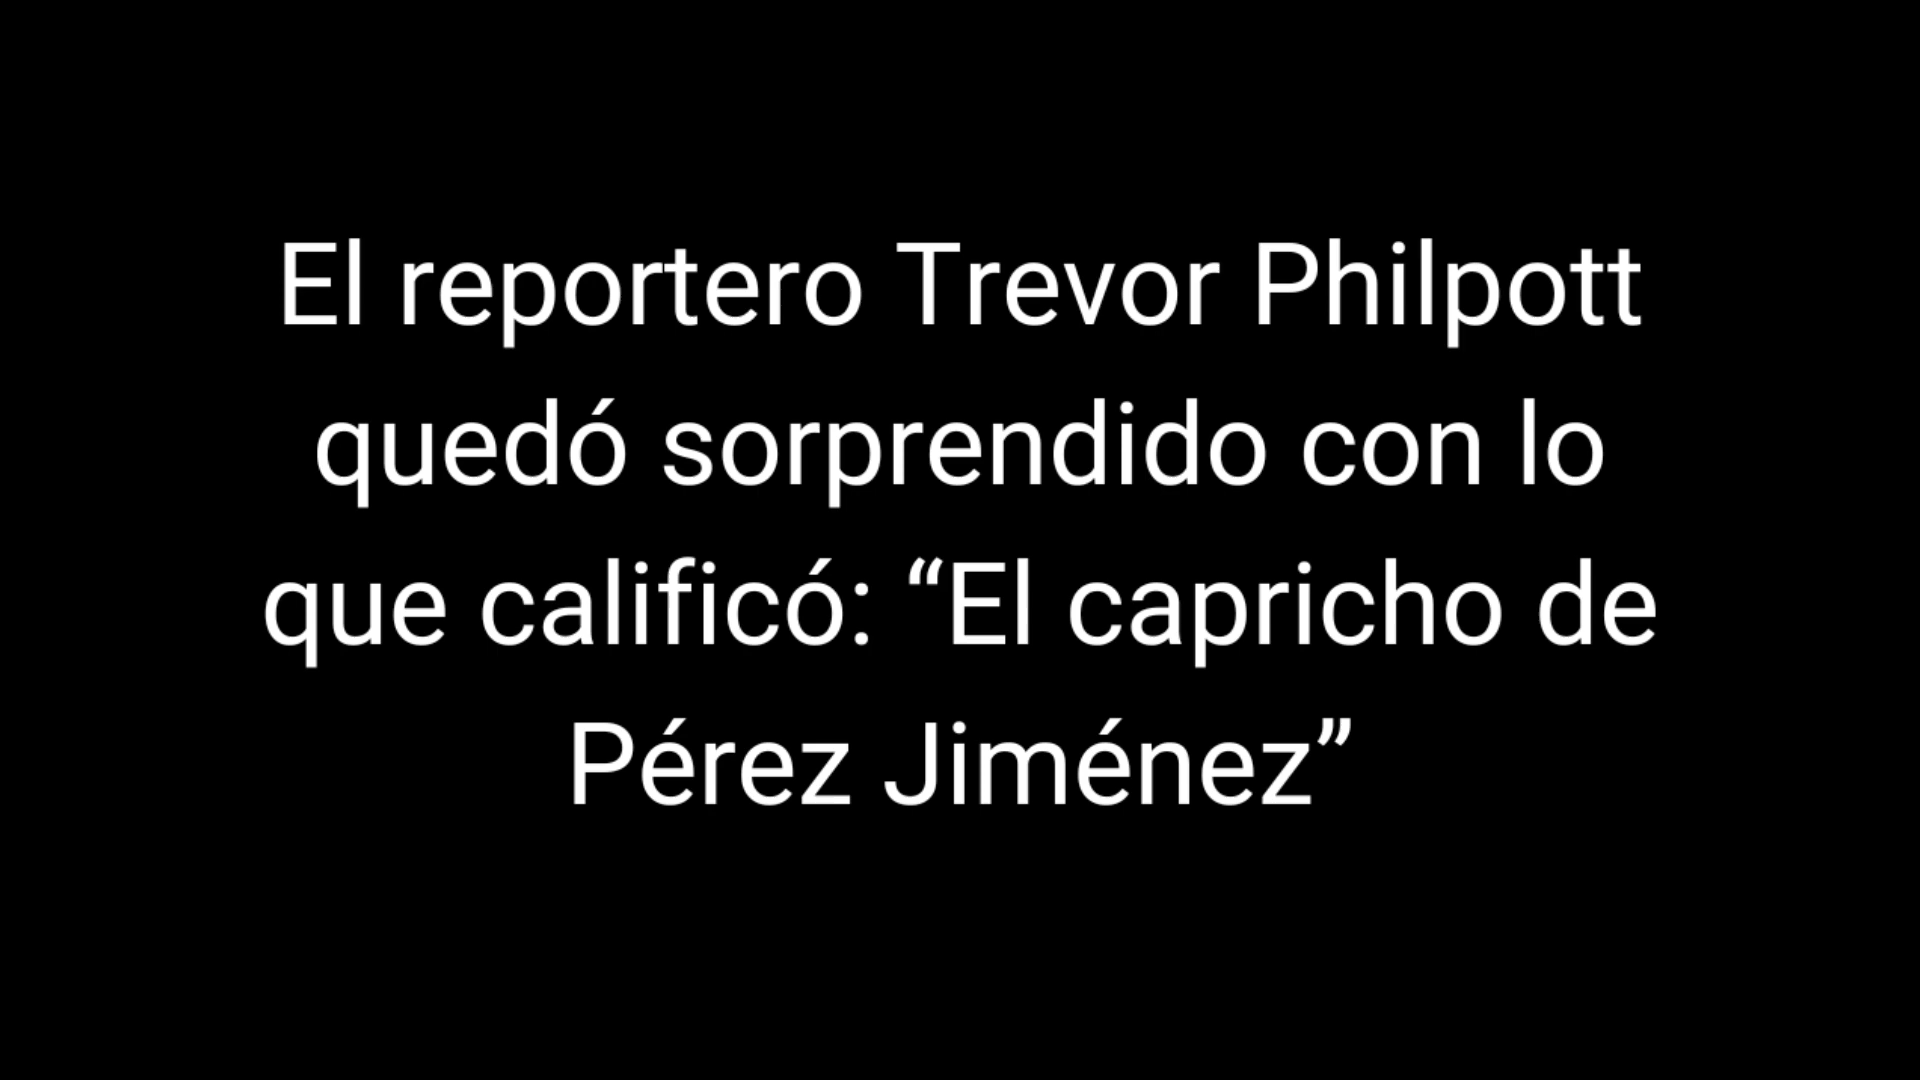 El reportero Trevor Philpott
quedó sorprendido con lo
que calificó: “El capricho de
Pérez Jiménez”